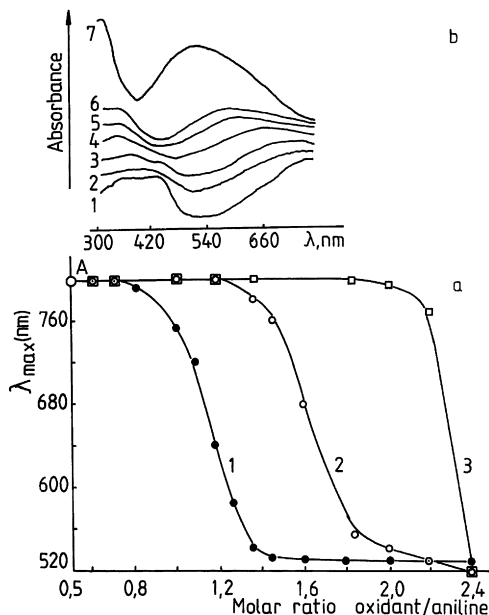 7
b
Absorbance
6
5
4
3
2
1
300 420 540 660 λ,nm
A
a
λmax(nm)
760
680
600
520
1
2
3
0,5 0,8 1,2 1,6 2,0 2,4
Molar ratio oxidant/aniline